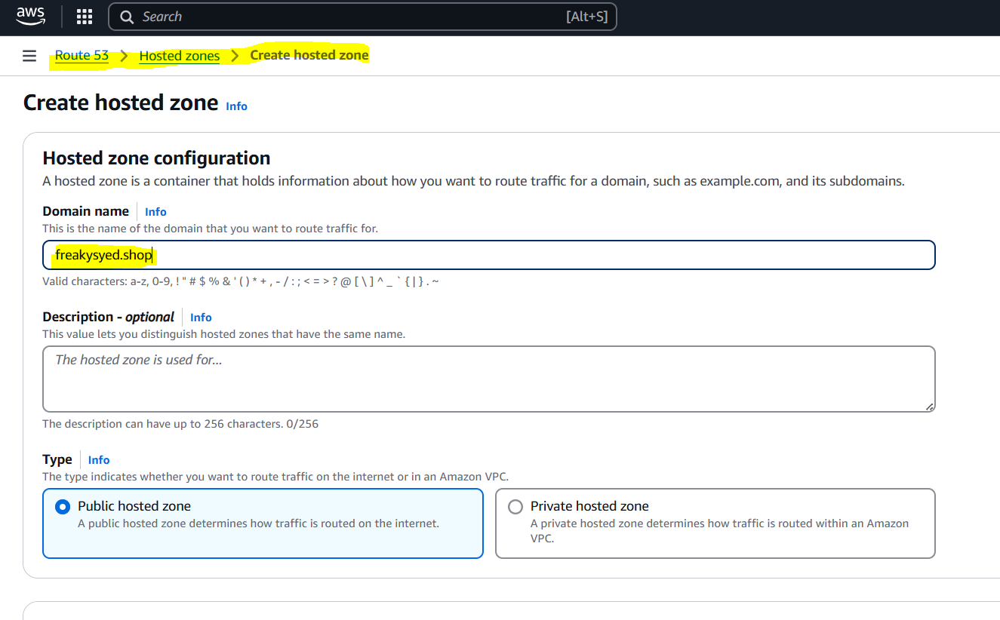 aws
Search [Alt+S]
Route 53 > Hosted zones > Create hosted zone
Create hosted zone Info
Hosted zone configuration
A hosted zone is a container that holds information about how you want to route traffic for a domain, such as example.com, and its subdomains.
Domain name Info
This is the name of the domain that you want to route traffic for.
freakysyed.shop
Valid characters: a-z, 0-9, ! " # $ % & ' ( ) * + , - / : ; < = > ? @ [ \ ] ^ _ ` { | } . ~
Description - optional Info
This value lets you distinguish hosted zones that have the same name.
The hosted zone is used for...
The description can have up to 256 characters. 0/256
Type Info
The type indicates whether you want to route traffic on the internet or in an Amazon VPC.
Public hosted zone
A public hosted zone determines how traffic is routed on the internet.
Private hosted zone
A private hosted zone determines how traffic is routed within an Amazon
VPC.